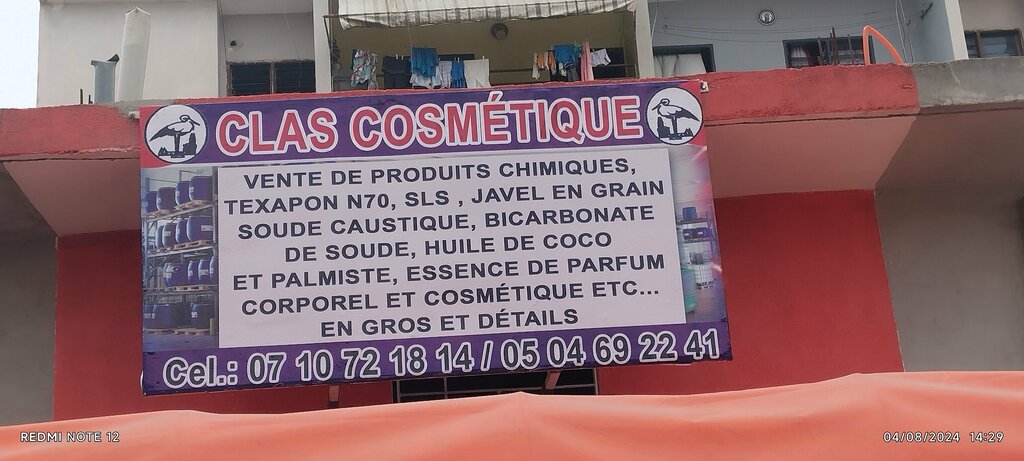 CLAS COSMÉTIQUE
VENTE DE PRODUITS CHIMIQUES,
TEXAPON N70, SLS , JAVEL EN GRAIN
SOUDE CAUSTIQUE, BICARBONATE
DE SOUDE, HUILE DE COCO
ET PALMISTE, ESSENCE DE PARFUM
CORPOREL ET COSMÉTIQUE ETC...
EN GROS ET DÉTAILS
Cel.: 07 10 72 18 14 / 05 04 69 22 41
REDMI NOTE 12
04/08/2024 14:29